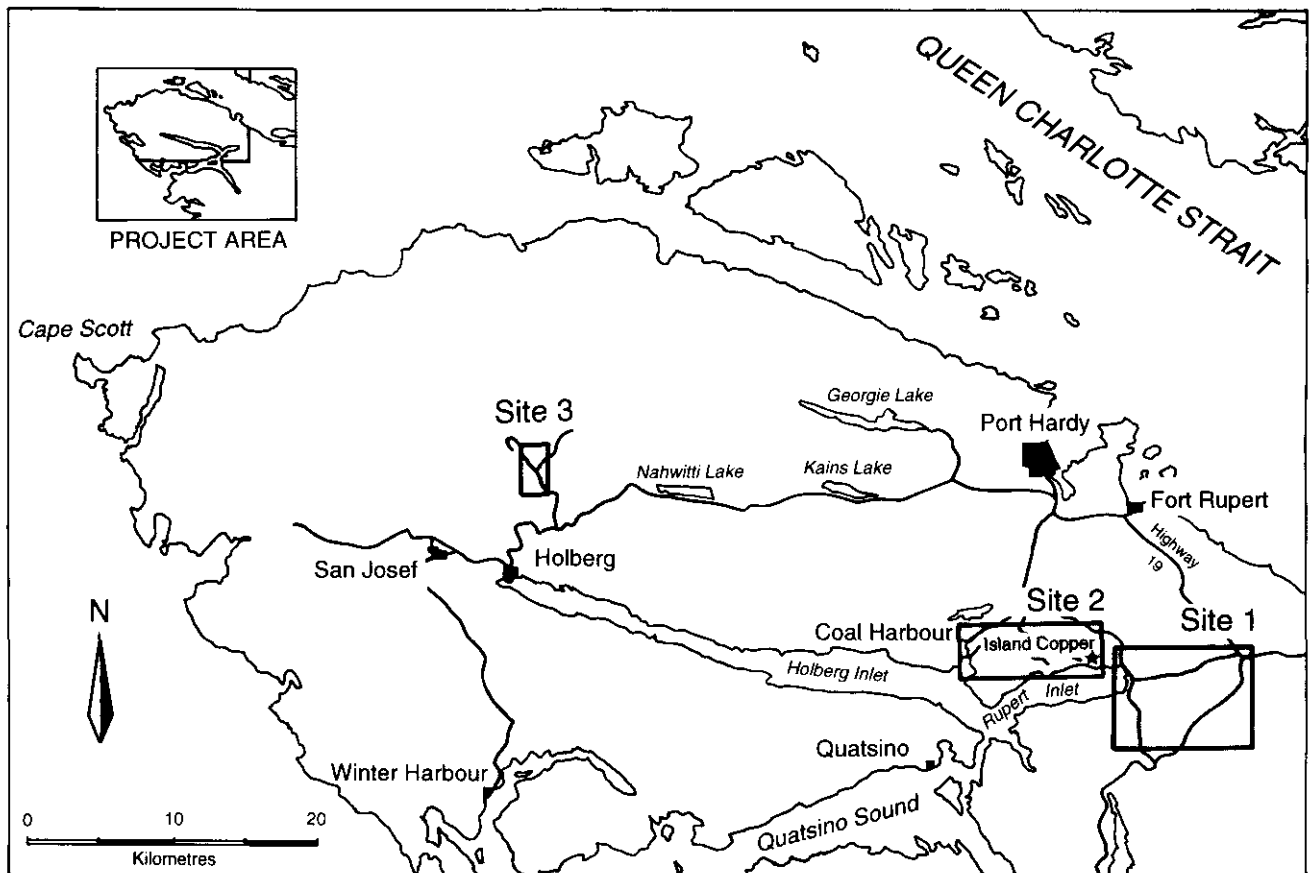 QUEEN CHARLOTTE STRAIT
PROJECT AREA
Cape Scott
Georgie Lake
Site 3
Port Hardy
Nahwitti Lake
Kains Lake
Fort Rupert
Highway
19
San Josef
Holberg
N
Site 2
Site 1
Coal Harbour
Island Copper
Holberg Inlet
Rupert Inlet
Quatsino
Winter Harbour
Quatsino Sound
0 10 20
Kilometres